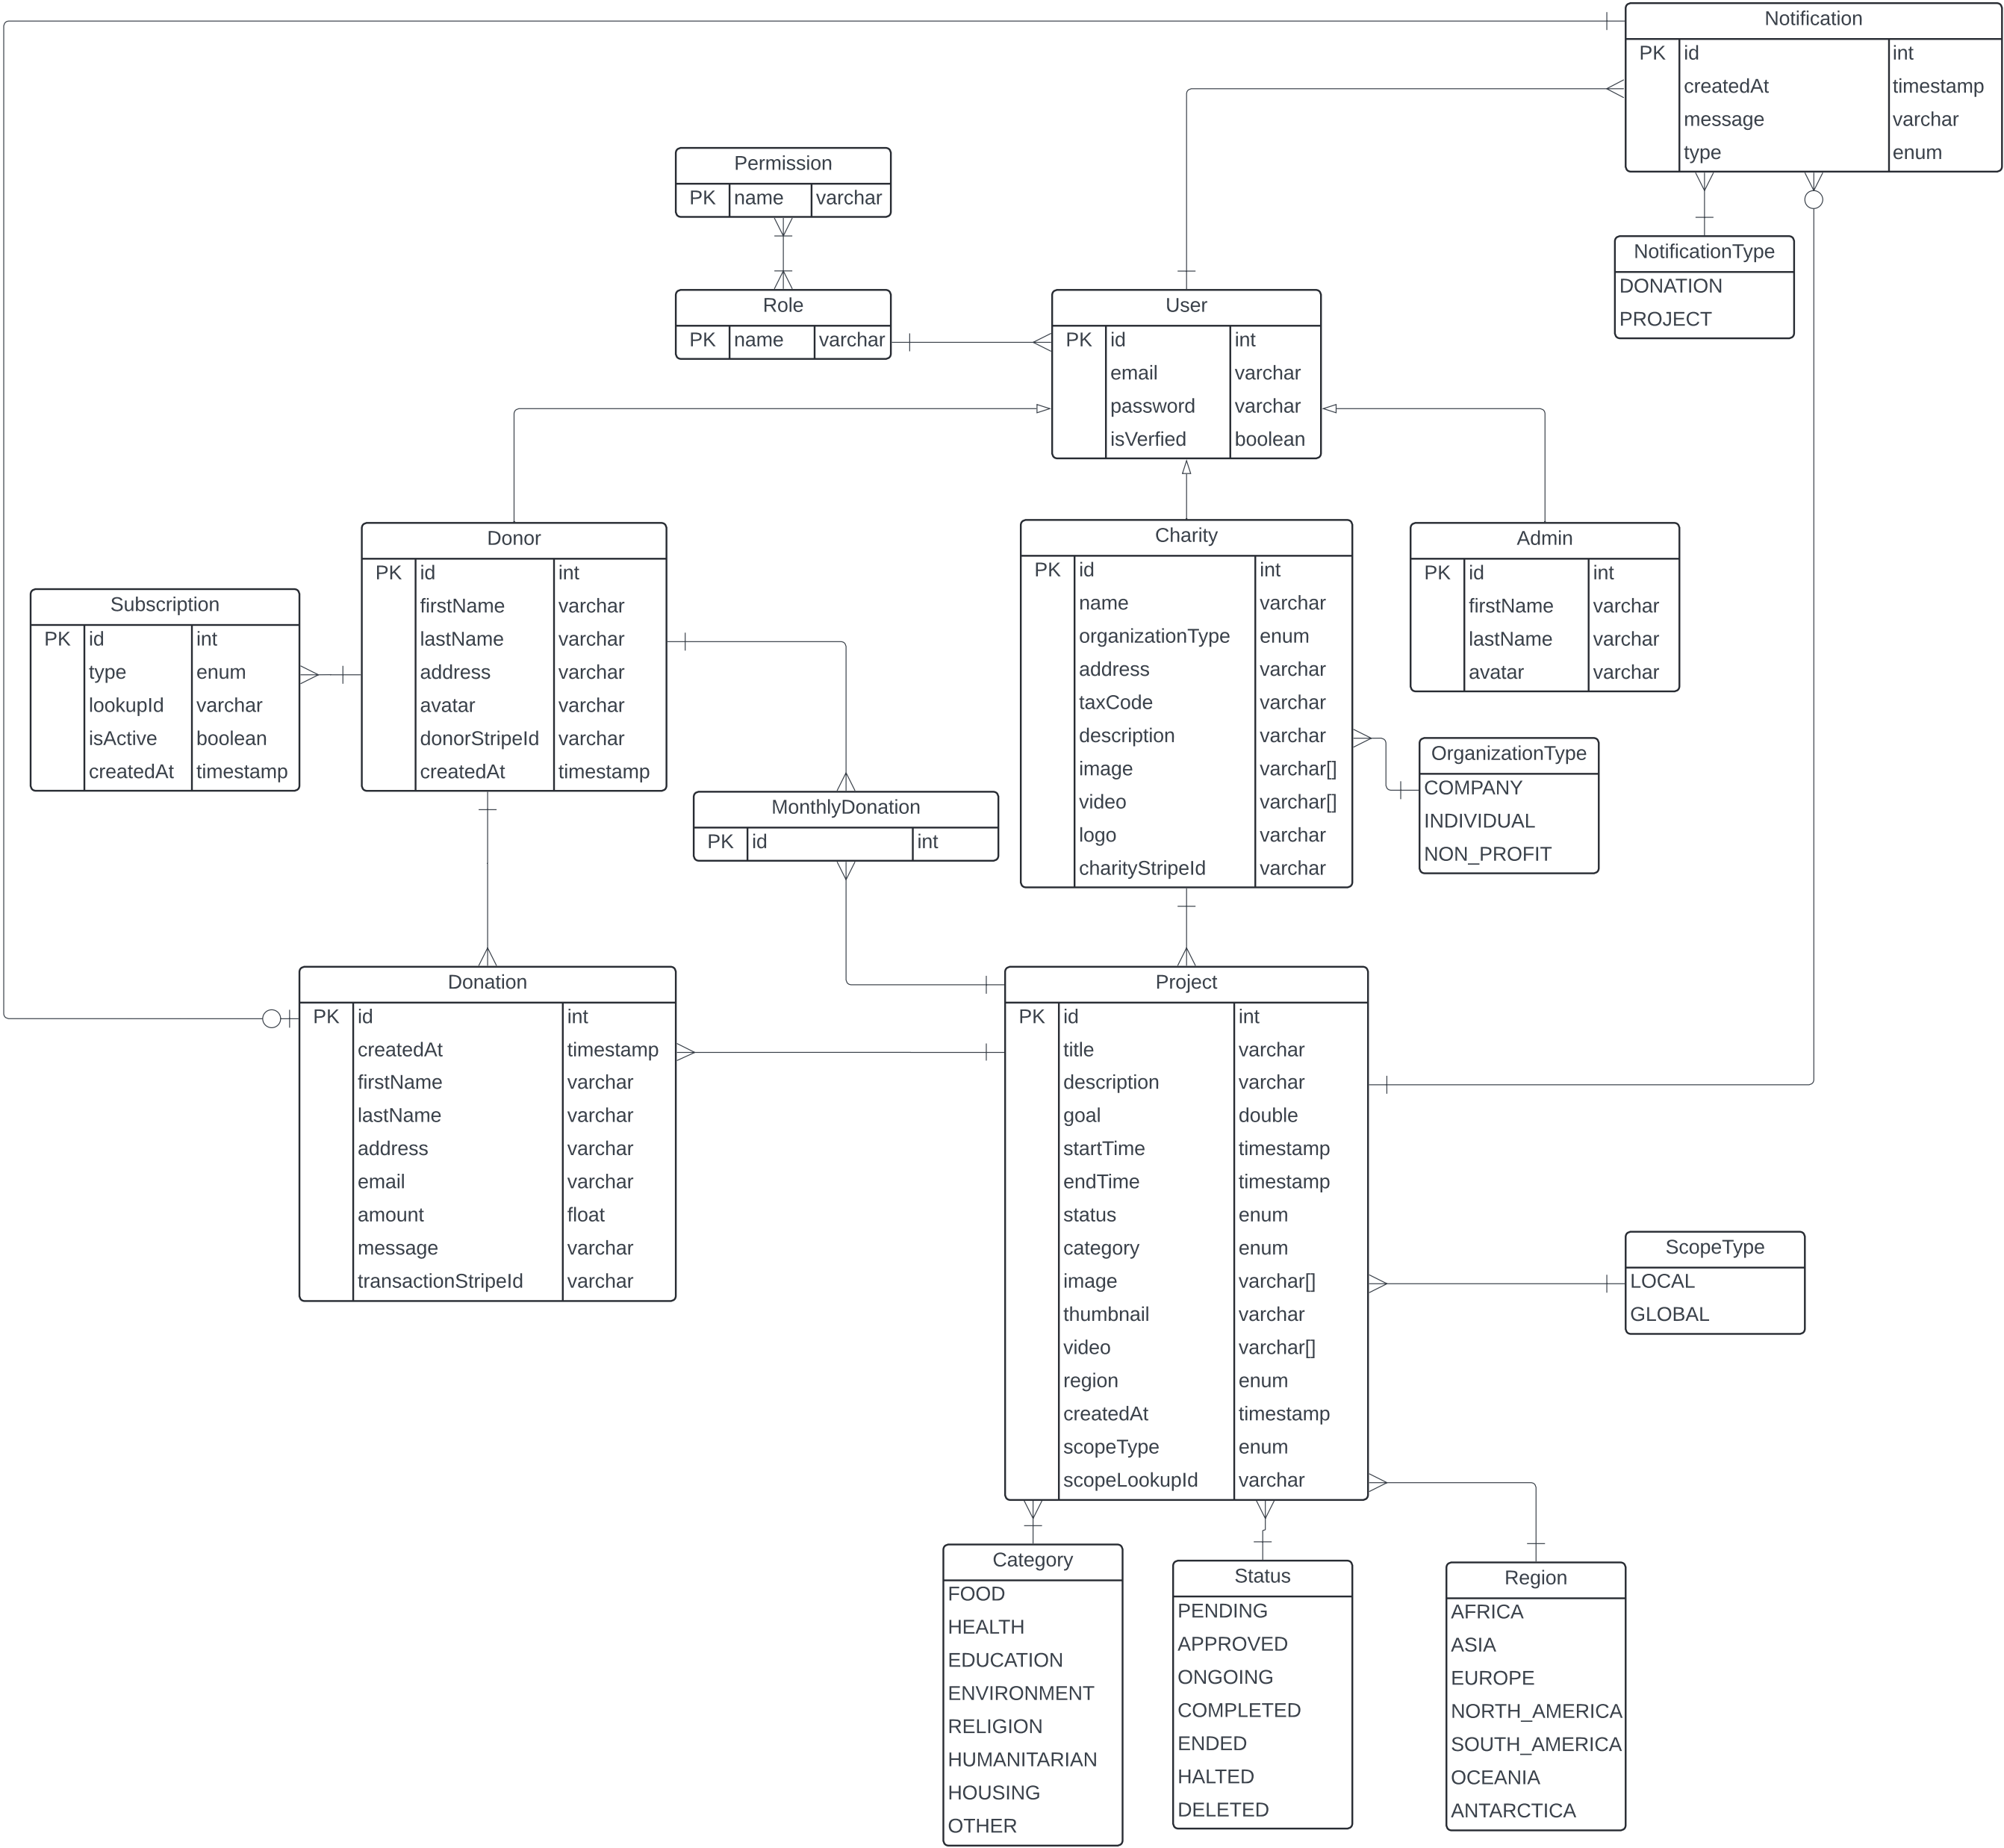 Notification
PK id int
createdAt timestamp
message varchar
type enum
Permission
PK name varchar
NotificationType
DONATION
PROJECT
Role
PK name varchar
User
PK id int
email varchar
password varchar
isVerfied boolean
Donor
PK id int
firstName varchar
lastName varchar
address varchar
avatar varchar
donorStripeId varchar
createdAt timestamp
Charity
PK id int
name varchar
organizationType enum
address varchar
taxCode varchar
description varchar
image varchar[]
video varchar[]
logo varchar
charityStripeId varchar
Admin
PK id int
firstName varchar
lastName varchar
avatar varchar
Subscription
PK id int
type enum
lookupId varchar
isActive boolean
createdAt timestamp
OrganizationType
COMPANY
INDIVIDUAL
NON_PROFIT
MonthlyDonation
PK id int
Donation
PK id int
createdAt timestamp
firstName varchar
lastName varchar
address varchar
email varchar
amount float
message varchar
transactionStripeId varchar
Project
PK id int
title varchar
description varchar
goal double
startTime timestamp
endTime timestamp
status enum
category enum
image varchar[]
thumbnail varchar
video varchar[]
region enum
createdAt timestamp
scopeType enum
scopeLookupId varchar
ScopeType
LOCAL
GLOBAL
Category
FOOD
HEALTH
EDUCATION
ENVIRONMENT
RELIGION
HUMANITARIAN
HOUSING
OTHER
Status
PENDING
APPROVED
ONGOING
COMPLETED
ENDED
HALTED
DELETED
Region
AFRICA
ASIA
EUROPE
NORTH_AMERICA
SOUTH_AMERICA
OCEANIA
ANTARCTICA